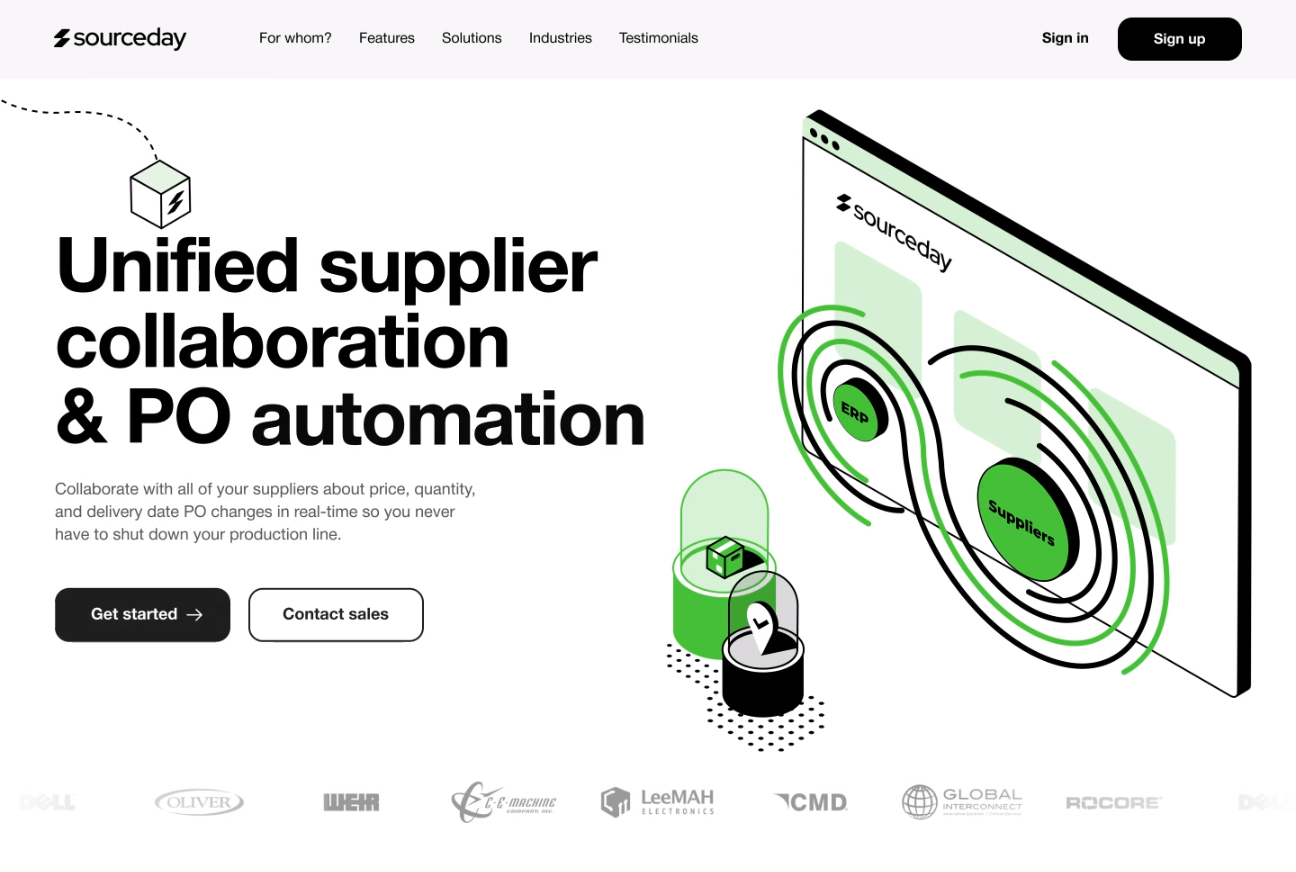 sourceday
For whom?
Features
Solutions
Industries
Testimonials
Sign in
Sign up
sourceday
Unified supplier
collaboration
& PO automation
ERP
Suppliers
Collaborate with all of your suppliers about price, quantity,
and delivery date PO changes in real-time so you never
have to shut down your production line.
Get started →
Contact sales
DELL
OLIVER
WEIR
C·E·MACHINE
COMPANY, INC.
LeeMAH
ELECTRONICS
CMD
GLOBAL
INTERCONNECT
ROCORE
DELL